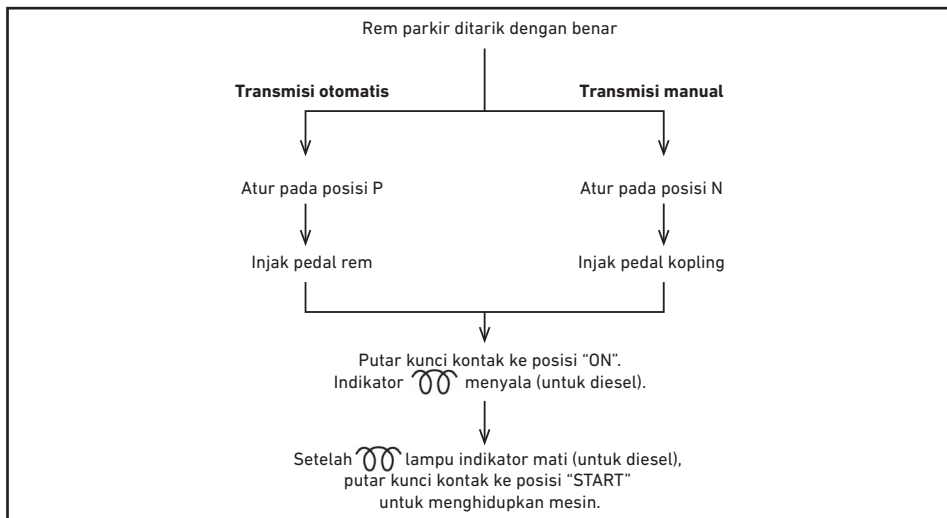 Rem parkir ditarik dengan benar
Transmisi otomatis
Transmisi manual
Atur pada posisi P
Atur pada posisi N
Injak pedal rem
Injak pedal kopling
Putar kunci kontak ke posisi “ON”.
Indikator menyala (untuk diesel).
Setelah lampu indikator mati (untuk diesel),
putar kunci kontak ke posisi “START”
untuk menghidupkan mesin.